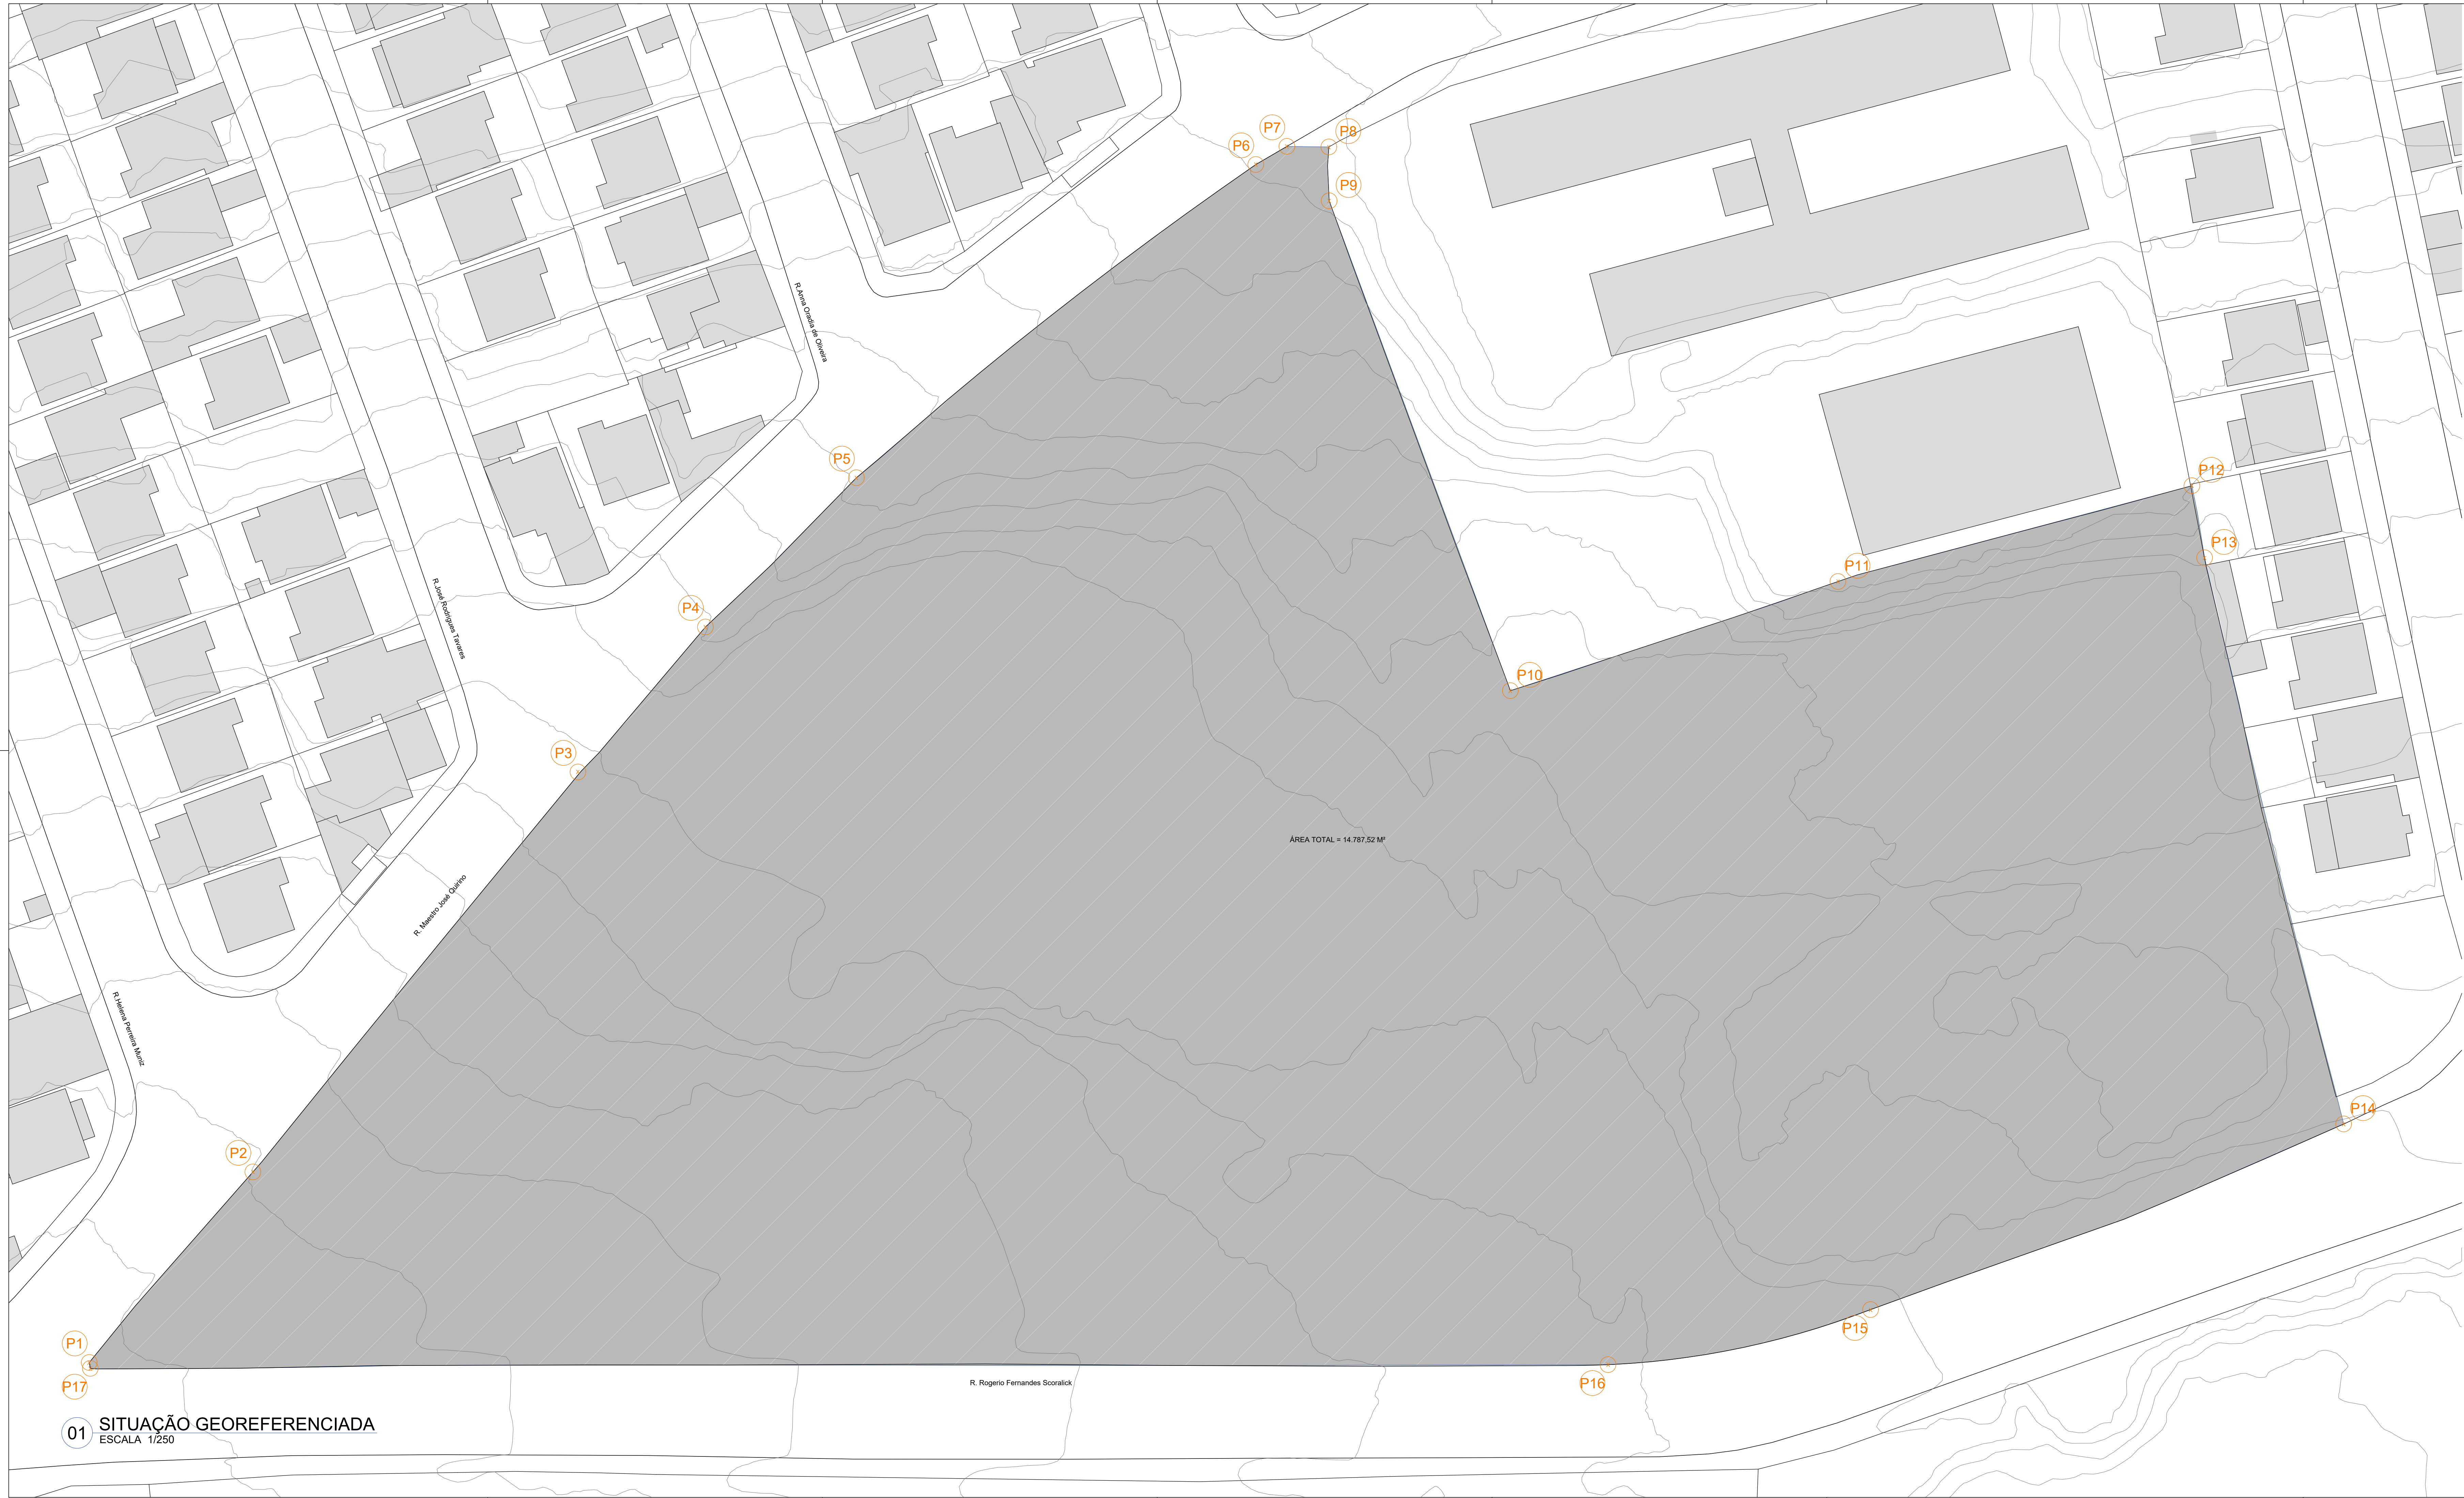 P7
P8
P6
P9
R.Anna Oradia de Oliveira
P5
P12
P13
P11
R.José Rodrigues Tavares
P4
P10
P3
ÁREA TOTAL = 14.787,52 M²
R. Maestro José Quirino
R.Helena Perreira Muniz
P14
P2
P15
P1
P17
R. Rogerio Fernandes Scoralick
P16
01 SITUAÇÃO GEOREFERENCIADA
ESCALA 1/250